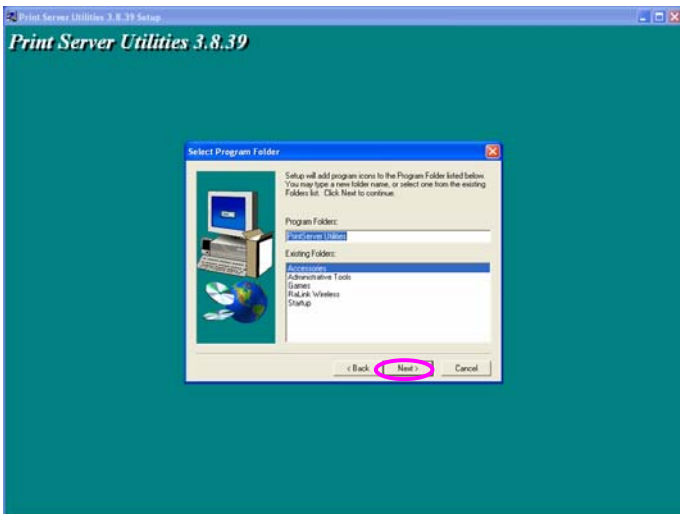 Print Server Utilities 3.8.39 Setup
Print Server Utilities 3.8.39
Select Program Folder
Setup will add program icons to the Program Folder listed below.
You may type a new folder name, or select one from the existing
Folders list. Click Next to continue.
Program Folders:
PrintServer Utilities
Existing Folders:
Accessories
Administrative Tools
Games
RaLink Wireless
Startup
< Back
Next >
Cancel